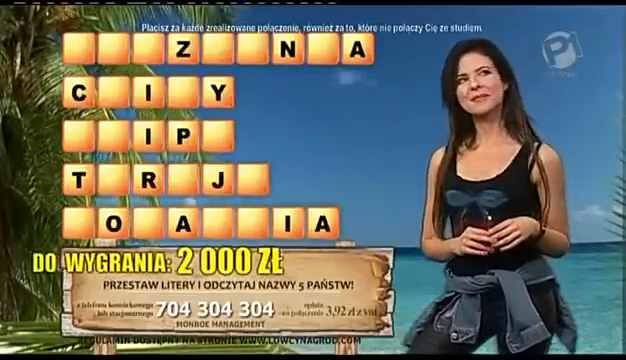 Płacisz za każde zrealizowane połączenie, również za to, które nie połączy Cię ze studiem.
Z N A
C I Y
I P
T R J
O A I A
DO WYGRANIA: 2 000 ZŁ
PRZESTAW LITERY I ODCZYTAJ NAZWY 5 PAŃSTW!
z telefonu komórkowego lub stacjonarnego 704 304 304 opłata za połączenie 3,92 zł z vat
MONROE MANAGEMENT
REGULAMIN DOSTĘPNY NA STRONIE WWW.LOWCYNAGROD.COM